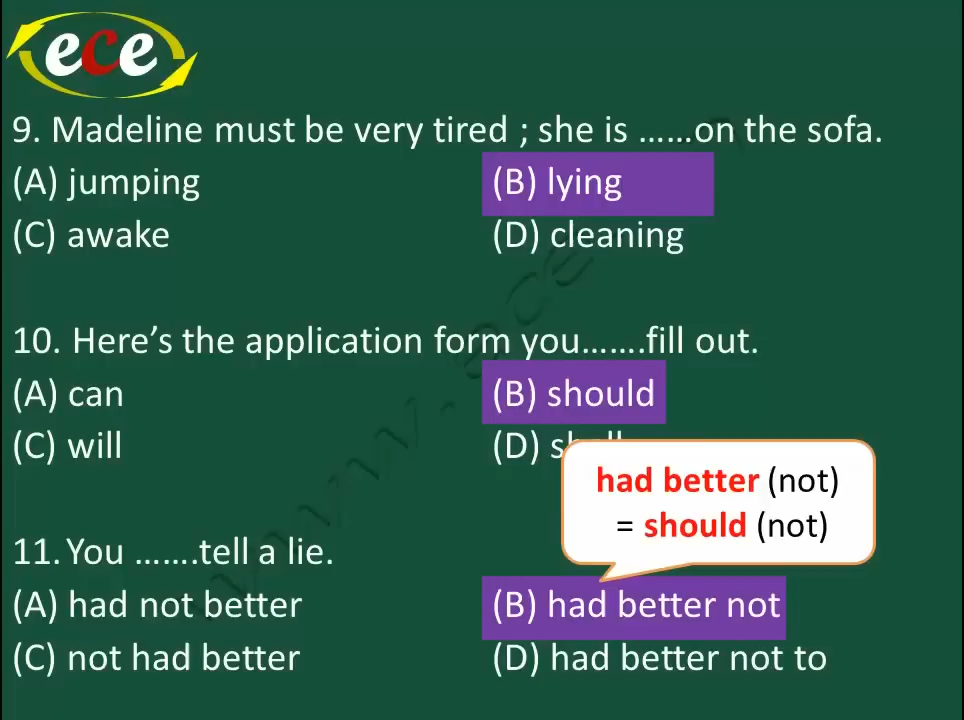 ece
9. Madeline must be very tired ; she is ......on the sofa.
(A) jumping (B) lying
(C) awake (D) cleaning
10. Here's the application form you.......fill out.
(A) can (B) should
(C) will (D)
had better (not)
= should (not)
11. You .......tell a lie.
(A) had not better (B) had better not
(C) not had better (D) had better not to
www.ece